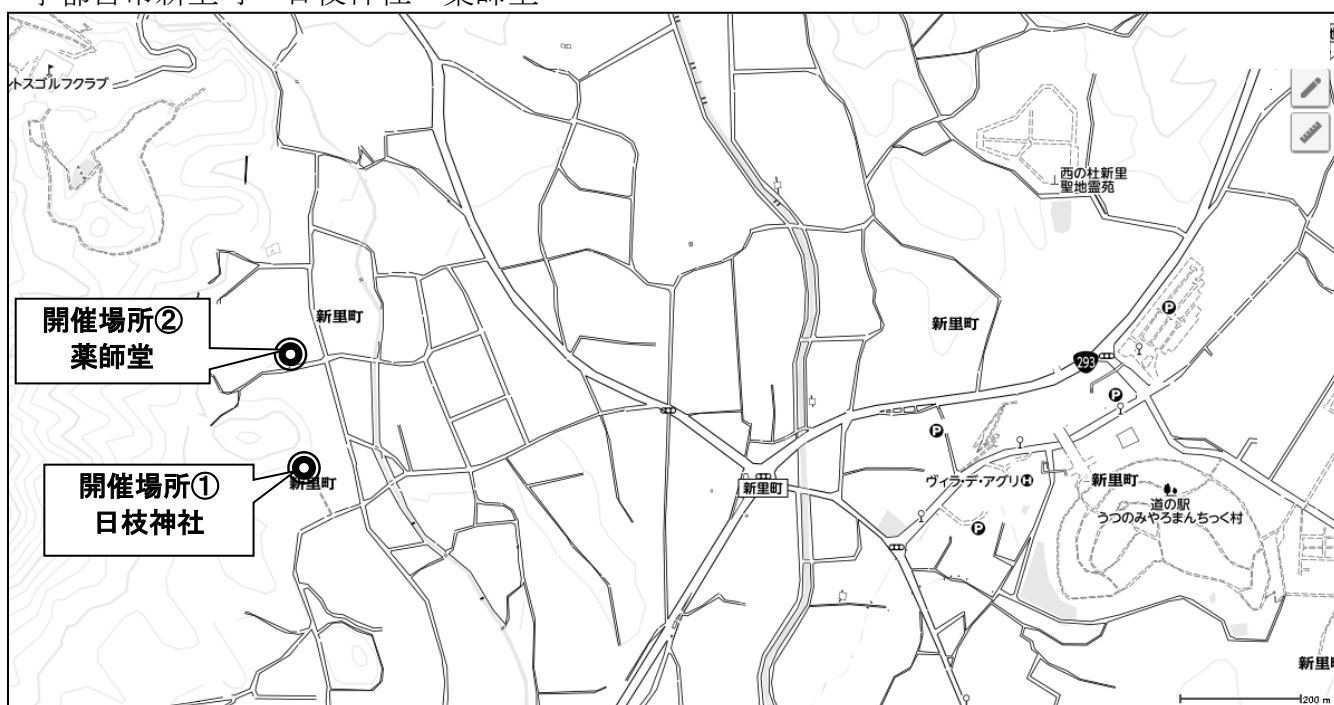 宇都宮市新里町 日枝神社・薬師堂
トスゴルフクラブ
西の杜新里
聖地霊苑
開催場所②
薬師堂
新里町
新里町
293
P
P
P
開催場所①
日枝神社
新里町
新里町
ヴィラ・デ・アグリ H
新里町
道の駅
うつのみやろまんちっく村
P
新里
200 m